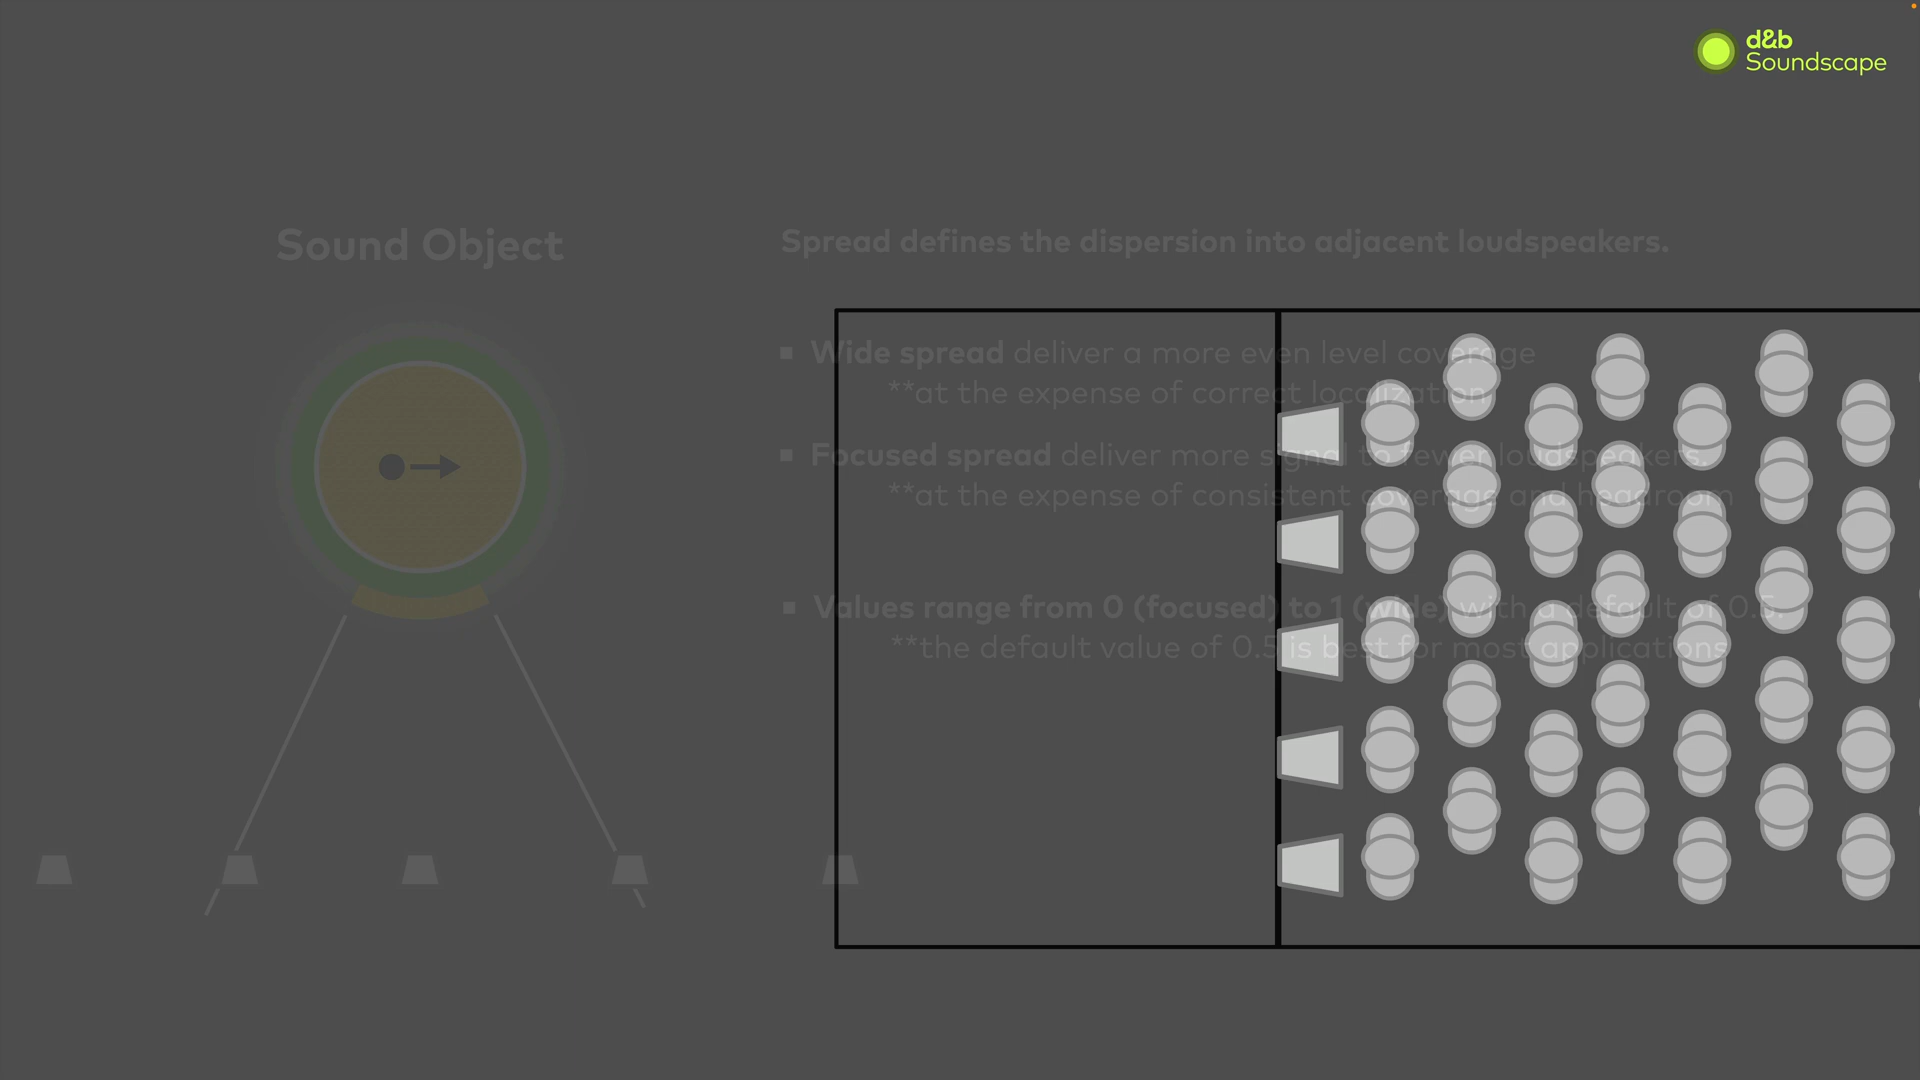 d&b
Soundscape
Sound Object
Spread defines the dispersion into adjacent loudspeakers.
▪ Wide spread deliver a more even level coverage
**at the expense of correct localization
▪ Focused spread deliver more signal to fewer loudspeakers.
**at the expense of consistent coverage and headroom
▪ Values range from 0 (focused) to 1 (wide) with a default of 0.5.
**the default value of 0.5 is best for most applications